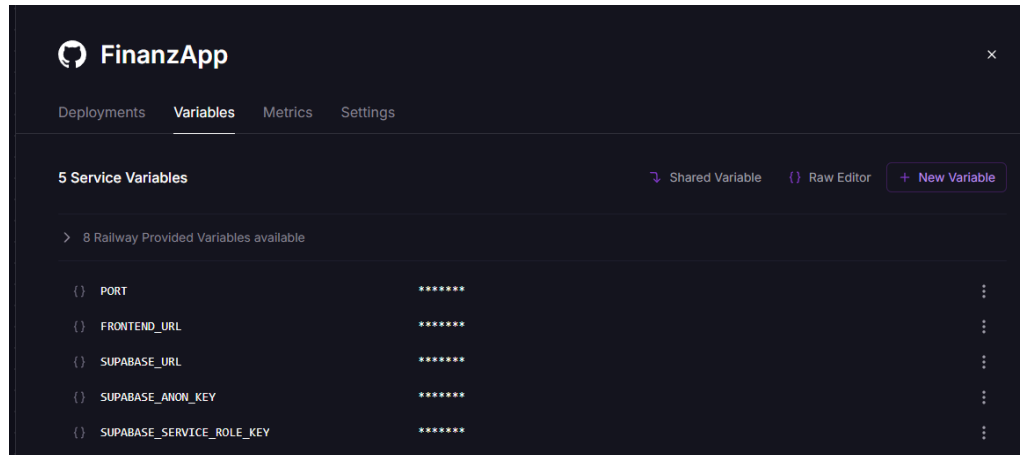 FinanzApp
Deployments Variables Metrics Settings
5 Service Variables Shared Variable {} Raw Editor + New Variable
8 Railway Provided Variables available
{} PORT *******
{} FRONTEND_URL *******
{} SUPABASE_URL *******
{} SUPABASE_ANON_KEY *******
{} SUPABASE_SERVICE_ROLE_KEY *******